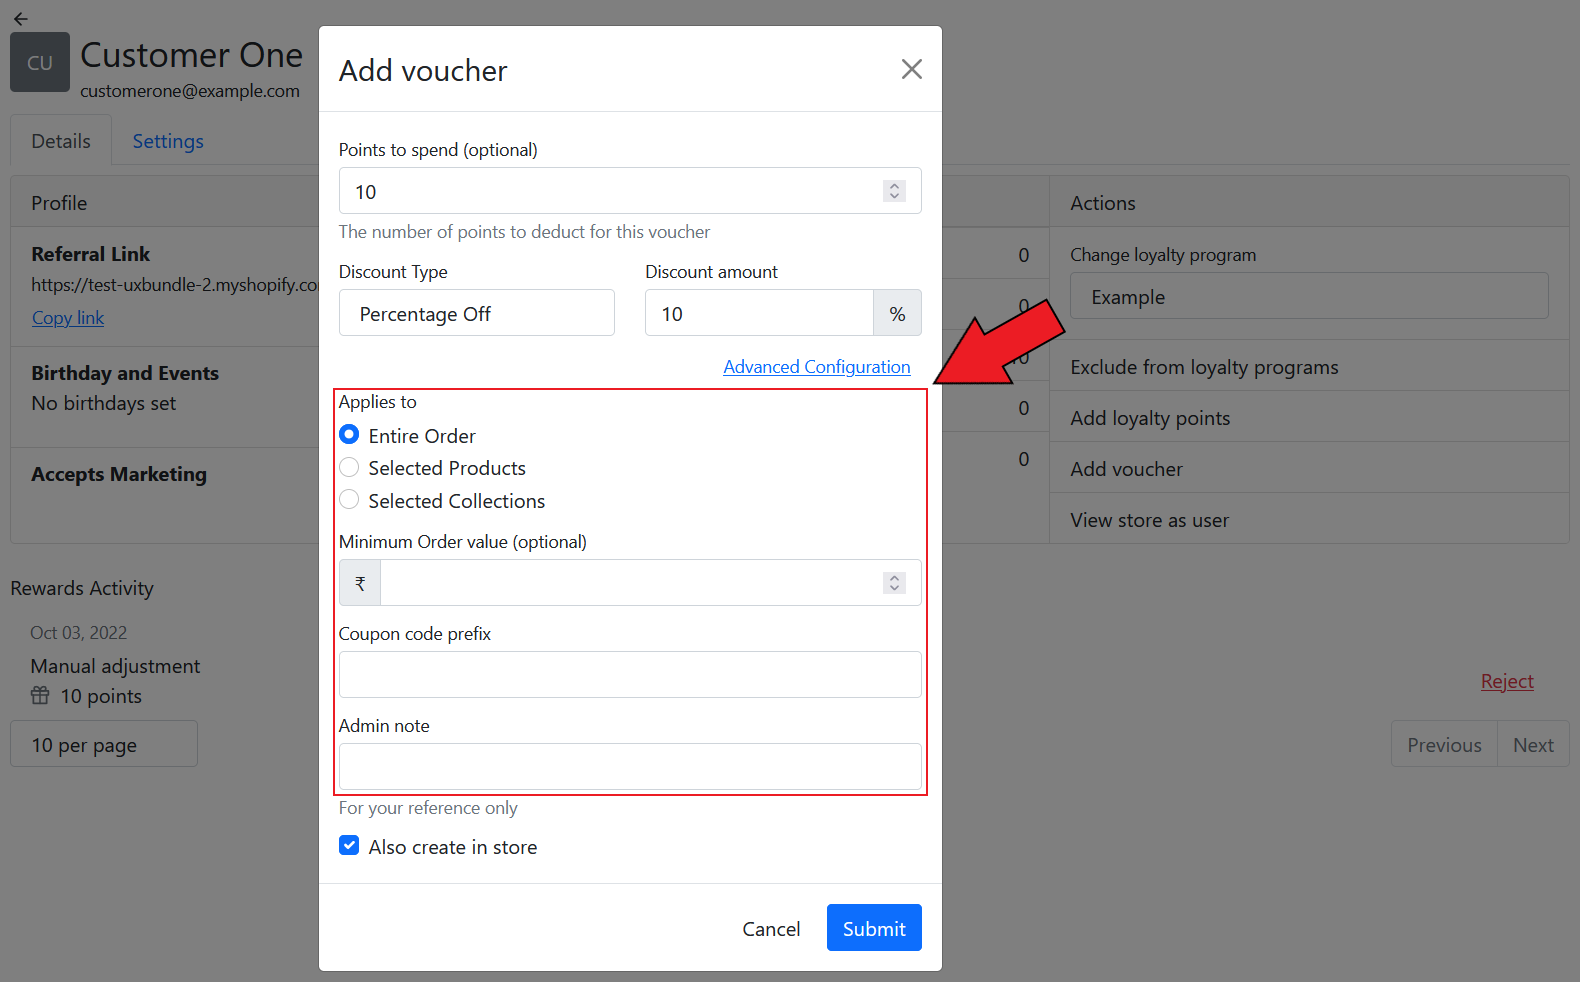 CU
Customer One
customerone@example.com
Details
Settings
Profile
Referral Link
https://test-uxbundle-2.myshopify.co
Copy link
Birthday and Events
No birthdays set
Accepts Marketing
Add voucher
Points to spend (optional)
10
The number of points to deduct for this voucher
Discount Type
Discount amount
Percentage Off
10
%
Advanced Configuration
Applies to
Entire Order
Selected Products
Selected Collections
Minimum Order value (optional)
₹
Coupon code prefix
Admin note
For your reference only
Also create in store
Cancel
Submit
0
0
0
0
Actions
Change loyalty program
Example
Exclude from loyalty programs
Add loyalty points
Add voucher
View store as user
Rewards Activity
Oct 03, 2022
Manual adjustment
10 points
Reject
10 per page
Previous
Next